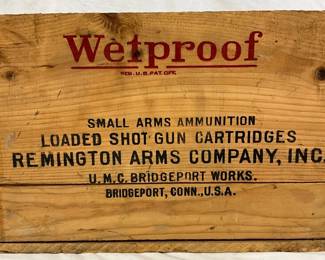 Wetproof
REG. U.S. PAT. OFF.
SMALL ARMS AMMUNITION
LOADED SHOT GUN CARTRIDGES
REMINGTON ARMS COMPANY, INC.
U.M.C. BRIDGEPORT WORKS.
BRIDGEPORT, CONN., U.S.A.